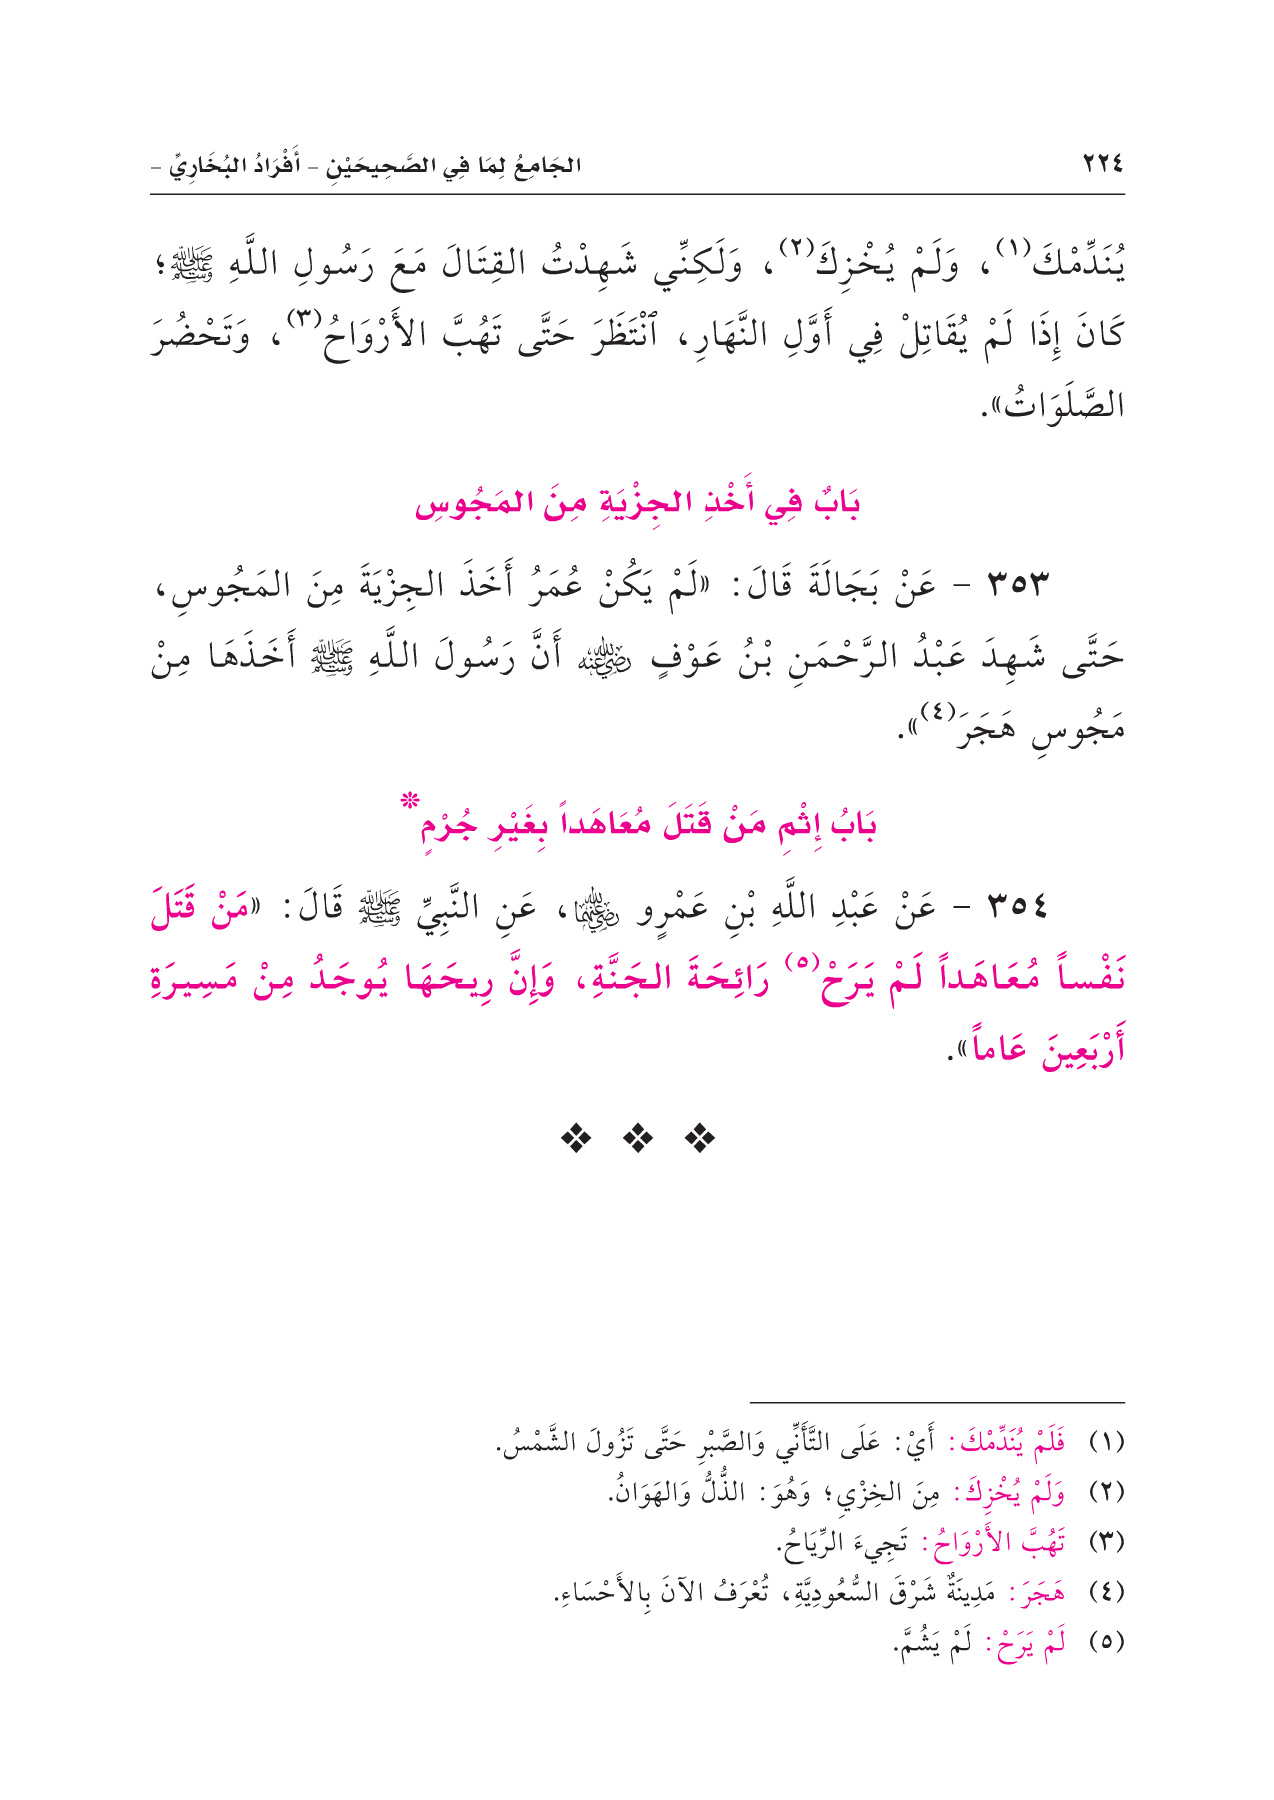 ٢٢٤ الجَامِعُ لِمَا فِي الصَّحِيحَيْنِ - أَفْرَادُ البُخَارِيِّ -
يُنَدِّمْكَ(١)، وَلَمْ يُخْزِكَ(٢)، وَلَكِنِّي شَهِدْتُ القِتَالَ مَعَ رَسُولِ اللَّهِ ﷺ؛
كَانَ إِذَا لَمْ يُقَاتِلْ فِي أَوَّلِ النَّهَارِ، ٱنْتَظَرَ حَتَّى تَهُبَّ الأَرْوَاحُ(٣)، وَتَحْضُرَ
الصَّلَوَاتُ».
بَابٌ فِي أَخْذِ الجِزْيَةِ مِنَ المَجُوسِ
٣٥٣ - عَنْ بَجَالَةَ قَالَ: «لَمْ يَكُنْ عُمَرُ أَخَذَ الجِزْيَةَ مِنَ المَجُوسِ،
حَتَّى شَهِدَ عَبْدُ الرَّحْمَنِ بْنُ عَوْفٍ رضي الله عنه أَنَّ رَسُولَ اللَّهِ ﷺ أَخَذَهَا مِنْ
مَجُوسِ هَجَرَ(٤)».
بَابُ إِثْمِ مَنْ قَتَلَ مُعَاهَداً بِغَيْرِ جُرْمٍ*
٣٥٤ - عَنْ عَبْدِ اللَّهِ بْنِ عَمْرٍو رضي الله عنهما، عَنِ النَّبِيِّ ﷺ قَالَ: «مَنْ قَتَلَ
نَفْساً مُعَاهَداً لَمْ يَرَحْ(٥) رَائِحَةَ الجَنَّةِ، وَإِنَّ رِيحَهَا يُوجَدُ مِنْ مَسِيرَةِ
أَرْبَعِينَ عَاماً».
(١) فَلَمْ يُنَدِّمْكَ: أَيْ: عَلَى التَّأَنِّي وَالصَّبْرِ حَتَّى تَزُولَ الشَّمْسُ.
(٢) وَلَمْ يُخْزِكَ: مِنَ الخِزْيِ؛ وَهُوَ: الذُّلُّ وَالهَوَانُ.
(٣) تَهُبَّ الأَرْوَاحُ: تَجِيءَ الرِّيَاحُ.
(٤) هَجَرَ: مَدِينَةٌ شَرْقَ السُّعُودِيَّةِ، تُعْرَفُ الآنَ بِالأَحْسَاءِ.
(٥) لَمْ يَرَحْ: لَمْ يَشُمَّ.